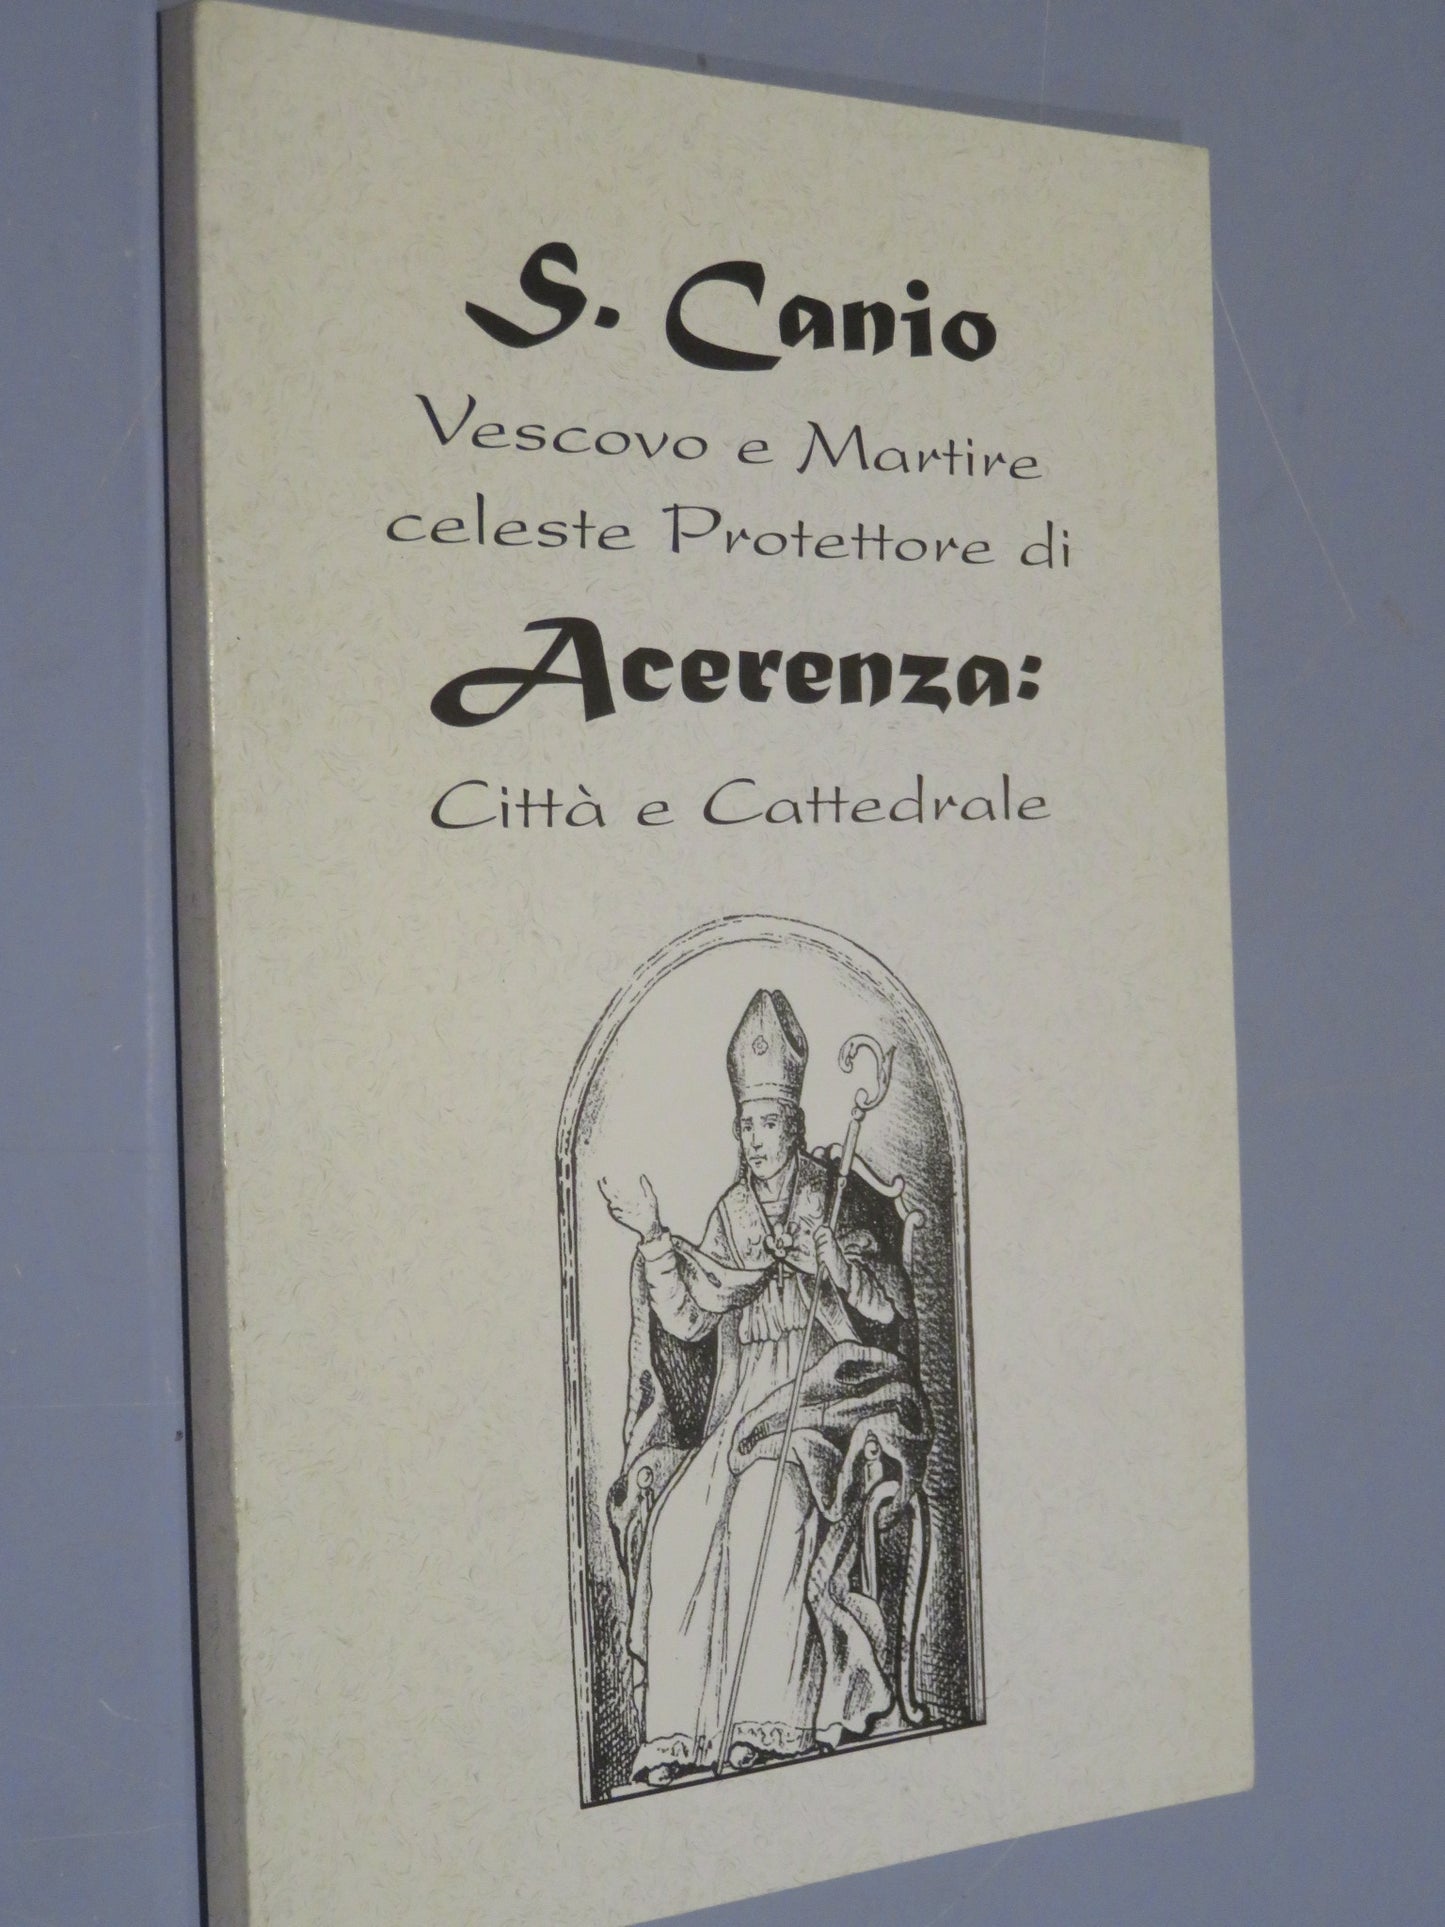 S. Canio
Vescovo e Martire
celeste Protettore di
Acerenza:
Città e Cattedrale